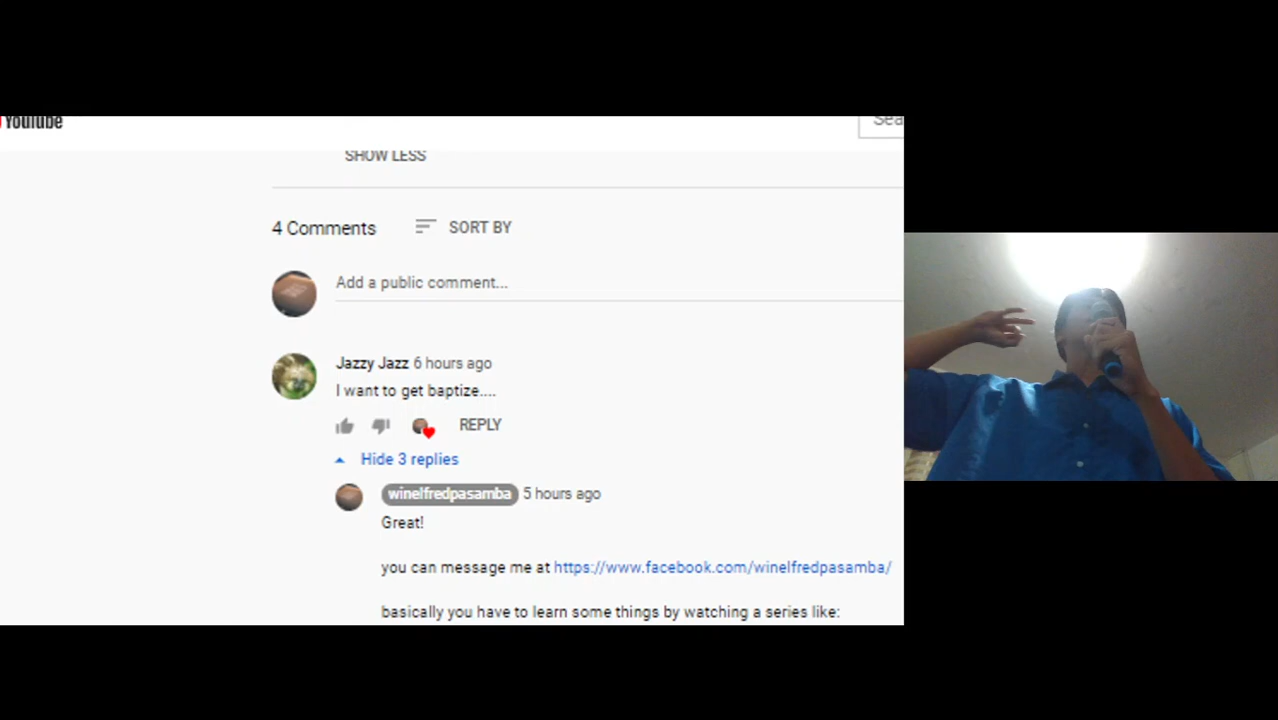 YouTube
Sea
SHOW LESS
4 Comments
SORT BY
Add a public comment...
Jazzy Jazz 6 hours ago
I want to get baptize....
REPLY
Hide 3 replies
winelfredpasamba 5 hours ago
Great!
you can message me at https://www.facebook.com/winelfredpasamba/
basically you have to learn some things by watching a series like: